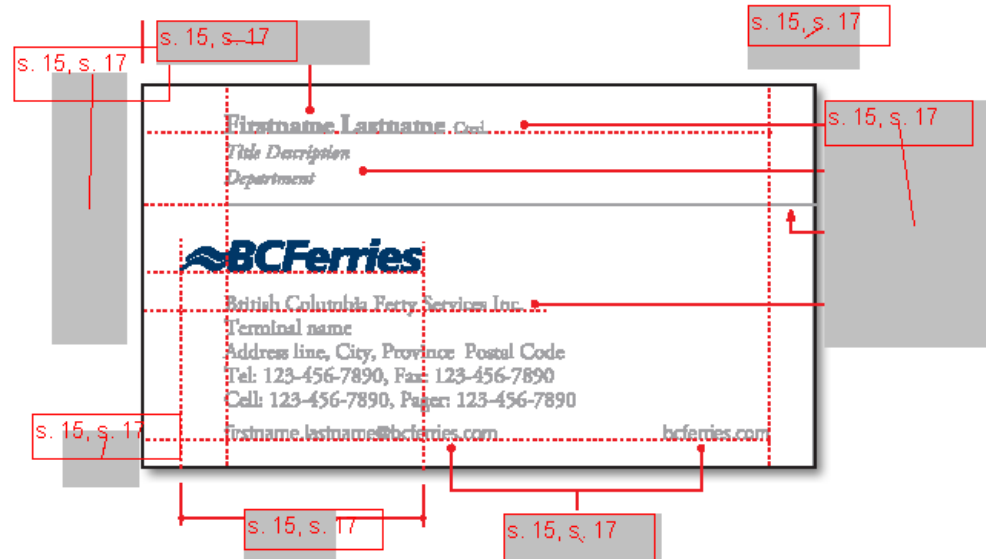 s. 15, s. 17
s. 15, s. 17
s. 15, s. 17
s. 15, s. 17
Firstname Lastname Cred.
Title Description
Department
BCFerries
British Columbia Ferry Services Inc.
Terminal name
Address line, City, Province Postal Code
Tel: 123-456-7890, Fax: 123-456-7890
Cell: 123-456-7890, Pager: 123-456-7890
s. 15, s. 17
firstname.lastname@bcferries.com bcferries.com
s. 15, s. 17
s. 15, s. 17